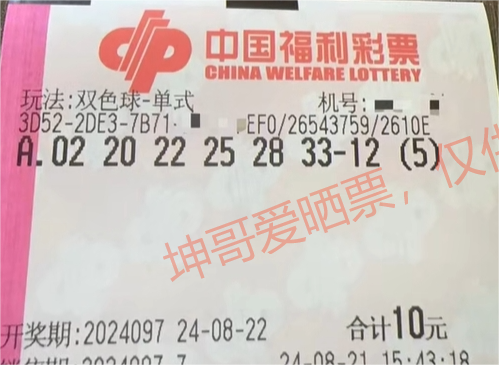 中国福利彩票
CHINA WELFARE LOTTERY
玩法:双色球-单式 机号:
3D52-2DE3-7B71- EF0/26543759/2610E
A.02 20 22 25 28 33-12 (5)
坤哥爱晒票,仅供
开奖期:2024097 24-08-22 合计10元
销售期:2024097-7 24-08-21 15:43:18